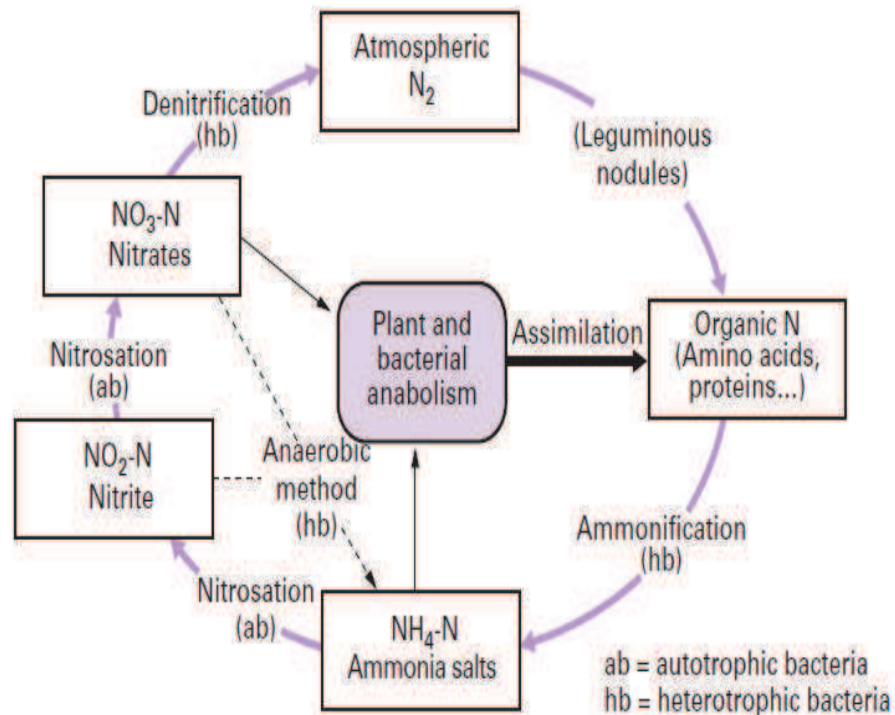 Atmospheric
N₂
Denitrification
(hb)
(Leguminous
nodules)
NO₃-N
Nitrates
Plant and
bacterial
anabolism
Assimilation
Organic N
(Amino acids,
proteins...)
Nitrosation
(ab)
NO₂-N
Nitrite
Anaerobic
method
(hb)
Ammonification
(hb)
Nitrosation
(ab)
NH₄-N
Ammonia salts
ab = autotrophic bacteria
hb = heterotrophic bacteria